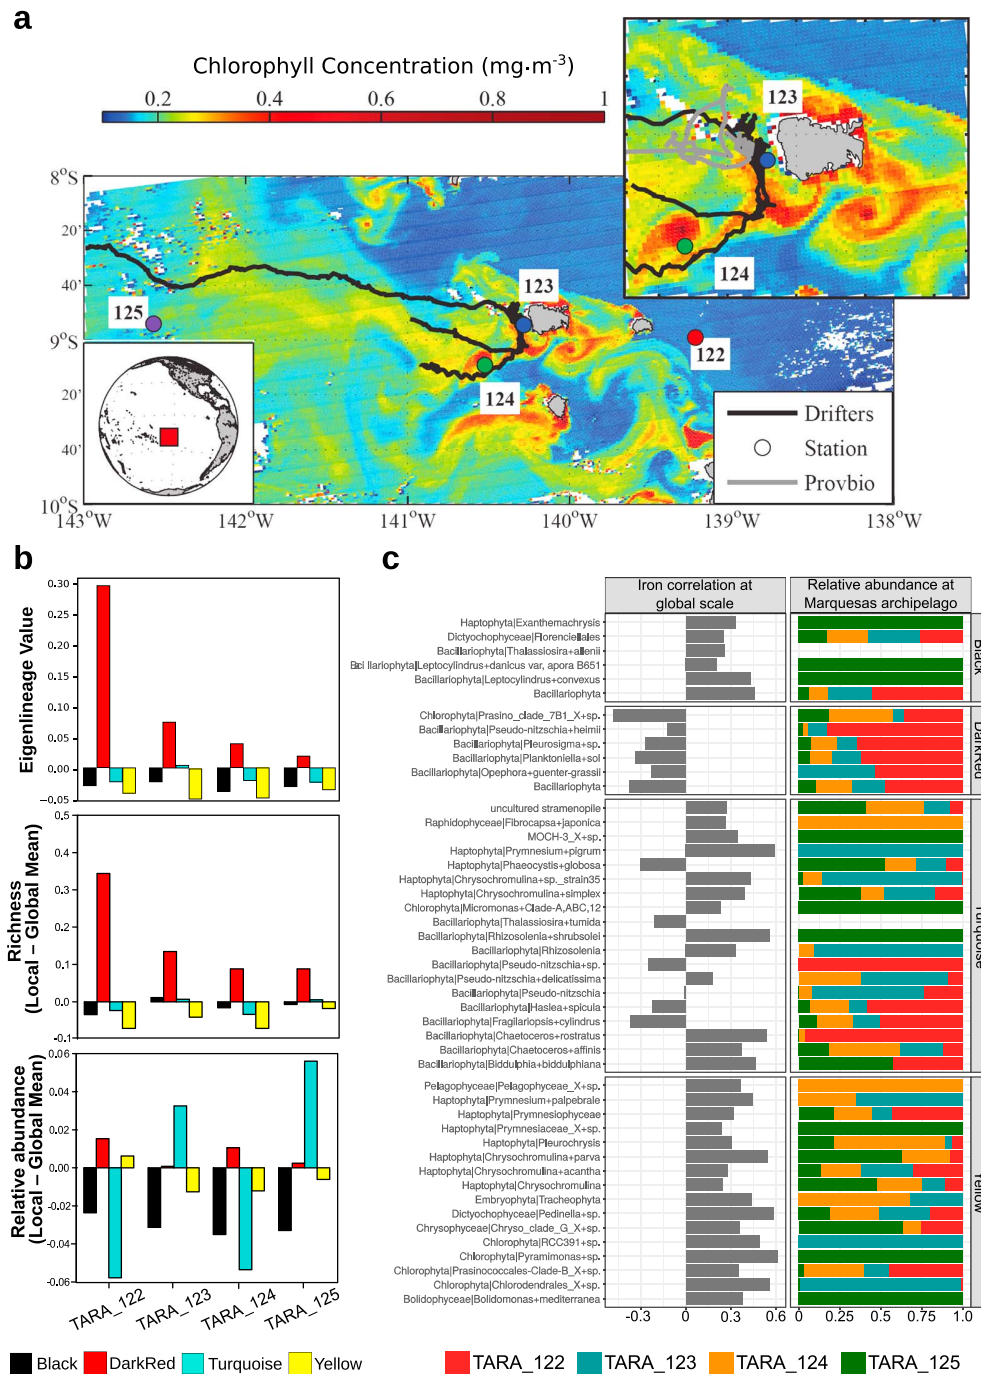 a
Chlorophyll Concentration (mg·m-3)
0.2
0.4
0.6
0.8
1
123
124
8°S
20'
40'
9°S
20'
40'
10°S
125
123
122
124
Drifters
Station
Provbio
143°W
142°W
141°W
140°W
139°W
138°W
b
Eigenlineage Value
0.30
0.25
0.20
0.15
0.10
0.05
0.00
−0.05
Richness
(Local – Global Mean)
0.5
0.4
0.3
0.2
0.1
0.0
-0.1
Relative abundance
(Local – Global Mean)
0.06
0.04
0.02
0.00
-0.02
-0.04
-0.06
TARA_122
TARA_123
TARA_124
TARA_125
Black
DarkRed
Turquoise
Yellow
c
Iron correlation at
global scale
Relative abundance at
Marquesas archipelago
Haptophyta|Exanthemachrysis
Dictyochophyceae|Florenciellales
Bacillariophyta|Thalassiosira+allenii
Bacillariophyta|Leptocylindrus+danicus var, apora B651
Bacillariophyta|Leptocylindrus+convexus
Bacillariophyta
Black
Chlorophyta|Prasino_clade_7B1_X+sp.
Bacillariophyta|Pseudo-nitzschia+heimii
Bacillariophyta|Pleurosigma+sp.
Bacillariophyta|Planktoniella+sol
Bacillariophyta|Opephora+guenter-grassii
Bacillariophyta
DarkRed
uncultured stramenopile
Raphidophyceae|Fibrocapsa+japonica
MOCH-3_X+sp.
Haptophyta|Prymnesium+pigrum
Haptophyta|Phaeocystis+globosa
Haptophyta|Chrysochromulina+sp._strain35
Haptophyta|Chrysochromulina+simplex
Chlorophyta|Micromonas+Clade-A,ABC,12
Bacillariophyta|Thalassiosira+tumida
Bacillariophyta|Rhizosolenia+shrubsolei
Bacillariophyta|Rhizosolenia
Bacillariophyta|Pseudo-nitzschia+sp.
Bacillariophyta|Pseudo-nitzschia+delicatissima
Bacillariophyta|Pseudo-nitzschia
Bacillariophyta|Haslea+spicula
Bacillariophyta|Fragilariopsis+cylindrus
Bacillariophyta|Chaetoceros+rostratus
Bacillariophyta|Chaetoceros+affinis
Bacillariophyta|Biddulphia+biddulphiana
Turquoise
Pelagophyceae|Pelagophyceae_X+sp.
Haptophyta|Prymnesium+palpebrale
Haptophyta|Prymnesiophyceae
Haptophyta|Prymnesiaceae_X+sp.
Haptophyta|Pleurochrysis
Haptophyta|Chrysochromulina+parva
Haptophyta|Chrysochromulina+acantha
Haptophyta|Chrysochromulina
Embryophyta|Tracheophyta
Dictyochophyceae|Pedinella+sp.
Chrysophyceae|Chryso_clade_G_X+sp.
Chlorophyta|RCC391+sp.
Chlorophyta|Pyramimonas+sp.
Chlorophyta|Prasinococcales-Clade-B_X+sp.
Chlorophyta|Chlorodendrales_X+sp.
Bolidophyceae|Bolidomonas+mediterranea
Yellow
-0.3
0
0.3
0.6
0
0.25
0.5
0.75
1.0
TARA_122
TARA_123
TARA_124
TARA_125